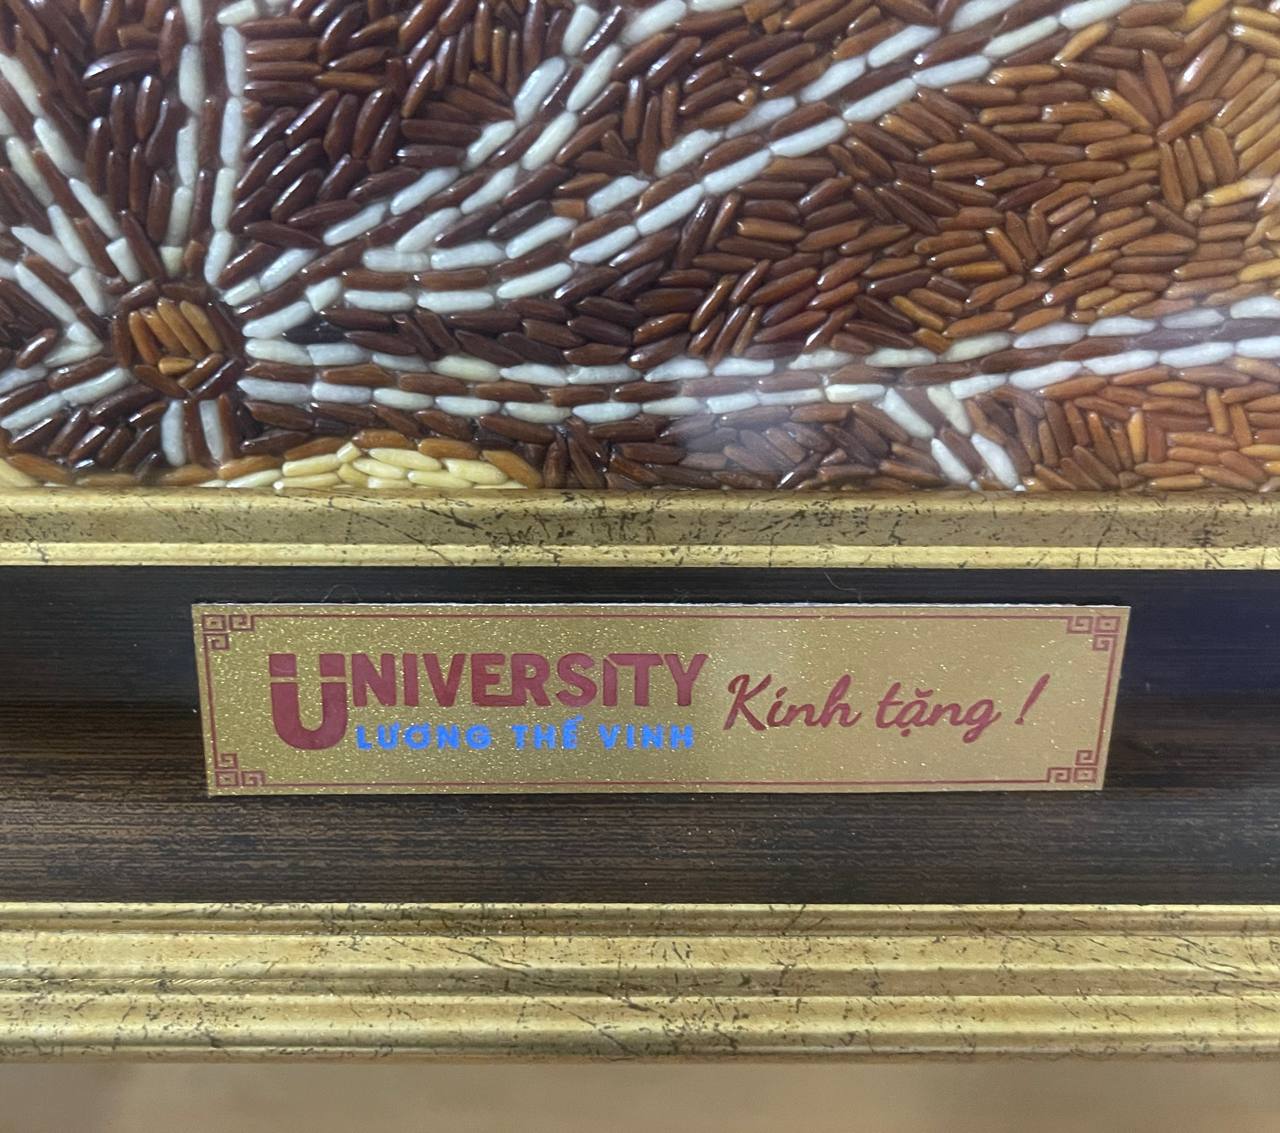 UNIVERSITY
LƯƠNG THẾ VINH
Kính tặng !